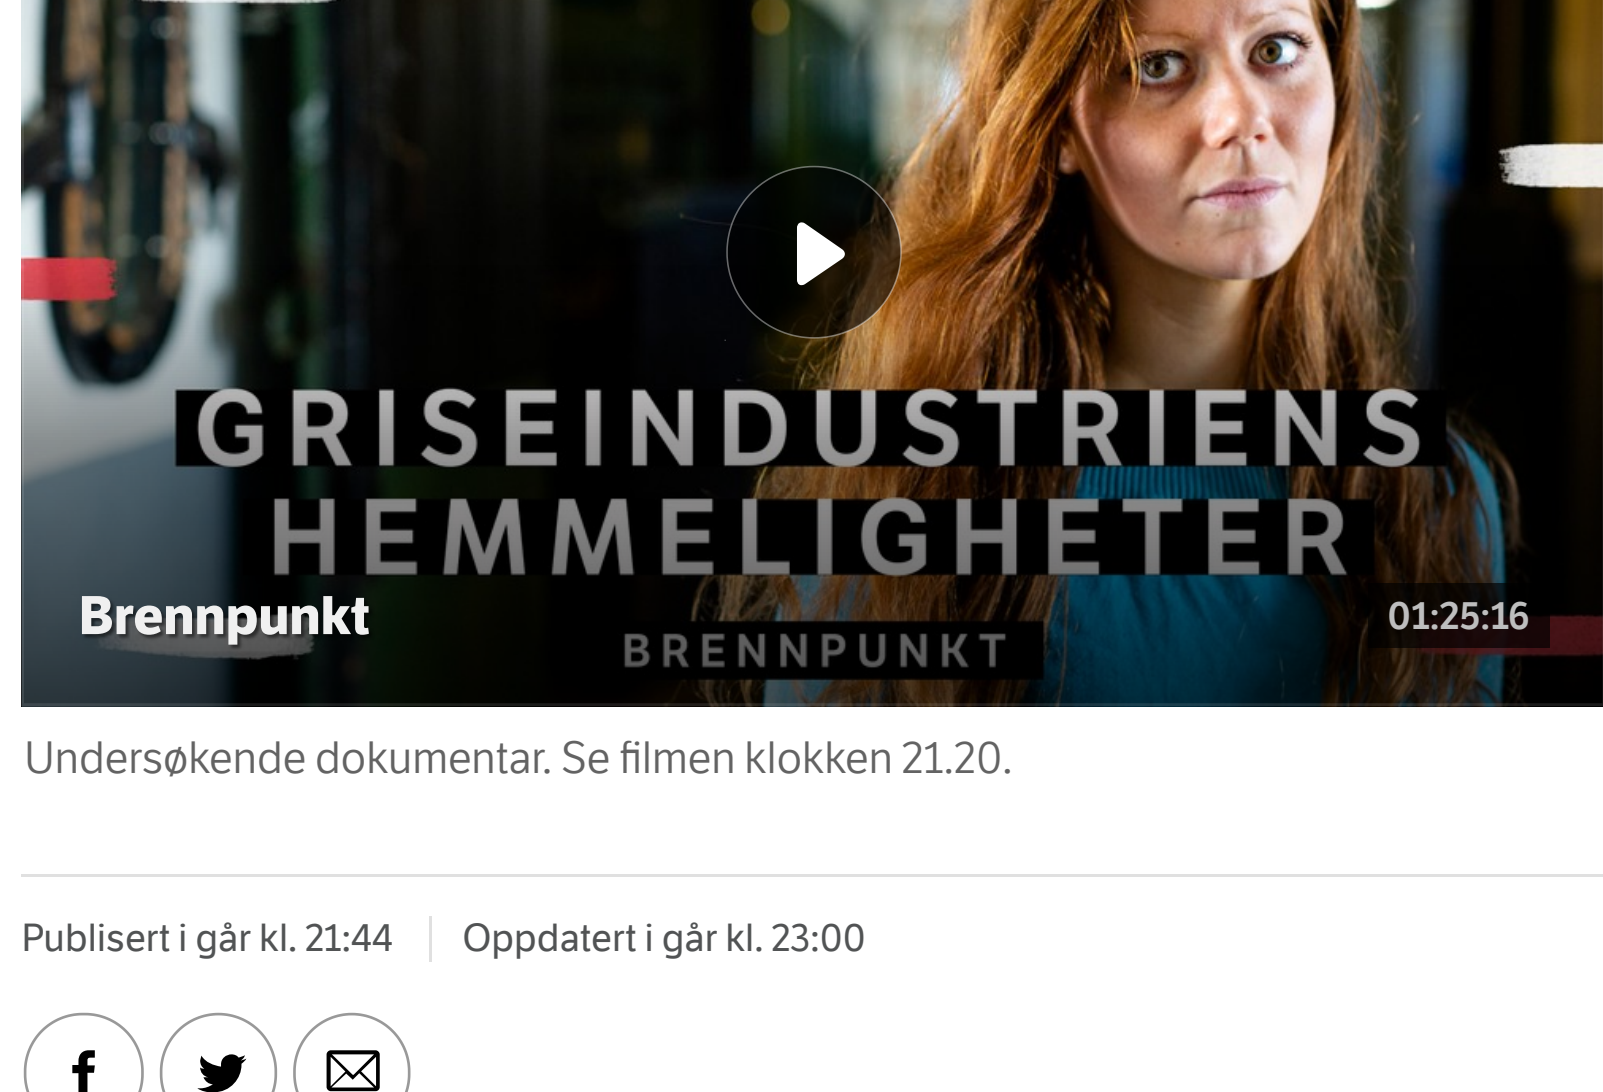 GRISEINDUSTRIENS
HEMMELIGHETER
Brennpunkt
BRENNPUNKT
01:25:16
Undersøkende dokumentar. Se filmen klokken 21.20.
Publisert i går kl. 21:44
Oppdatert i går kl. 23:00